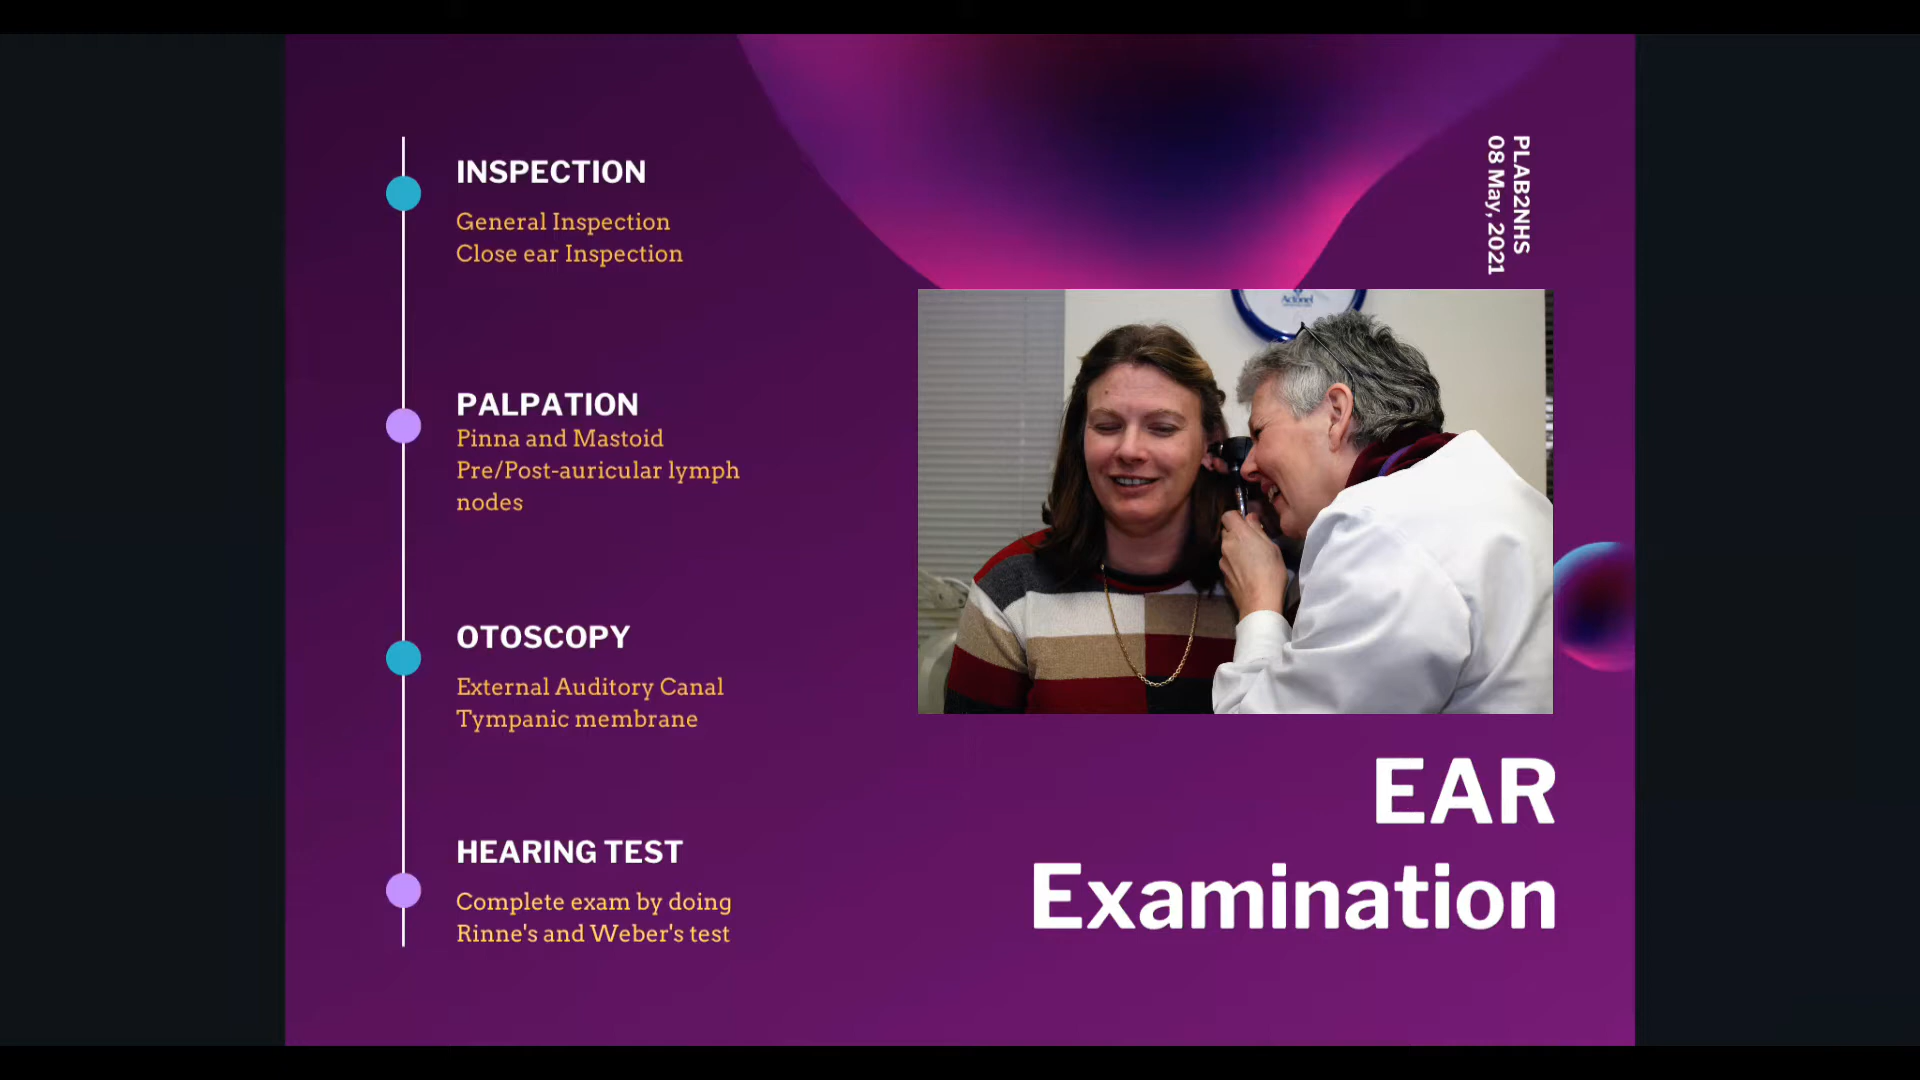 INSPECTION
General Inspection
Close ear Inspection
PALPATION
Pinna and Mastoid
Pre/Post-auricular lymph
nodes
OTOSCOPY
External Auditory Canal
Tympanic membrane
HEARING TEST
Complete exam by doing
Rinne's and Weber's test
PLAB2NHS
08 May, 2021
Actonel
EAR
Examination